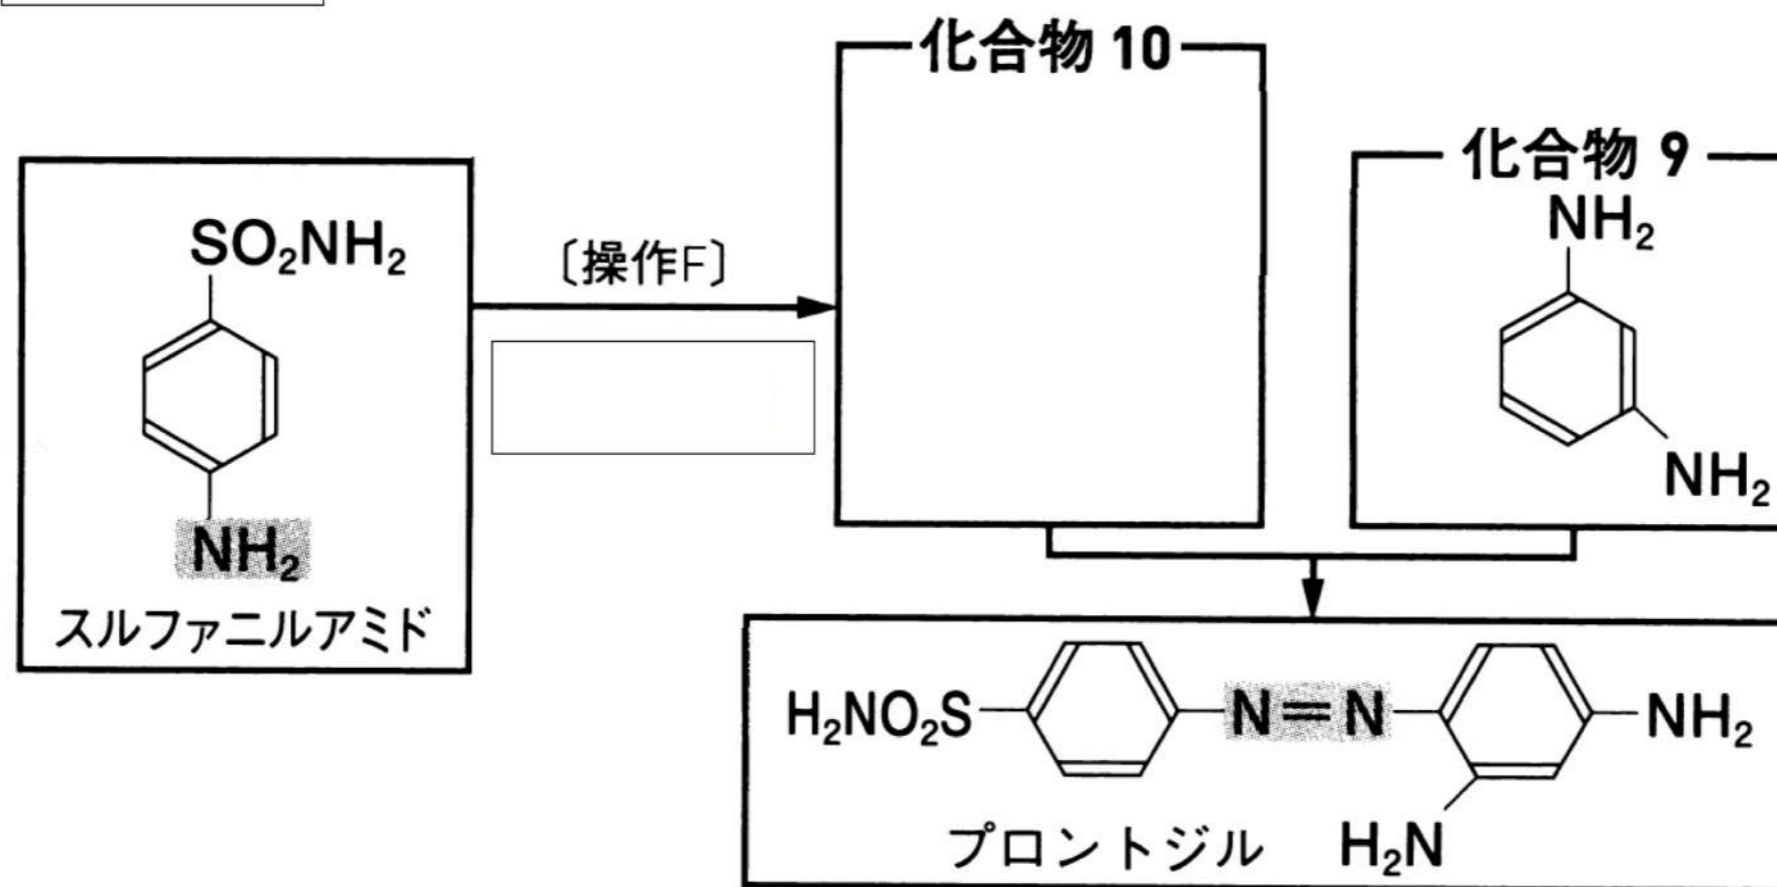 化合物 10
化合物 9
SO₂NH₂
NH₂
〔操作F〕
NH₂
NH₂
スルファニルアミド
H₂NO₂S
N=N
NH₂
H₂N
プロントジル